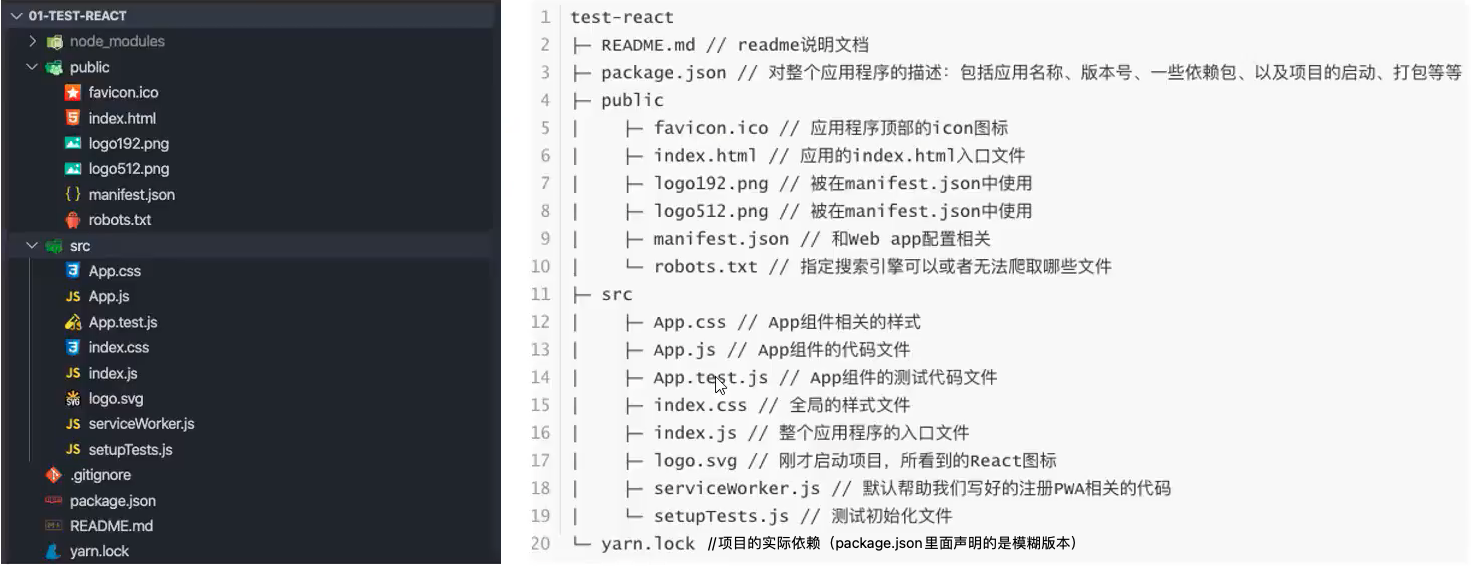 01-TEST-REACT
node_modules
public
favicon.ico
index.html
logo192.png
logo512.png
manifest.json
robots.txt
src
App.css
App.js
App.test.js
index.css
index.js
logo.svg
serviceWorker.js
setupTests.js
.gitignore
package.json
README.md
yarn.lock
1 test-react
2 ├─ README.md // readme说明文档
3 ├─ package.json // 对整个应用程序的描述：包括应用名称、版本号、一些依赖包、以及项目的启动、打包等等
4 ├─ public
5 │ ├─ favicon.ico // 应用程序顶部的icon图标
6 │ ├─ index.html // 应用的index.html入口文件
7 │ ├─ logo192.png // 被在manifest.json中使用
8 │ ├─ logo512.png // 被在manifest.json中使用
9 │ ├─ manifest.json // 和Web app配置相关
10 │ └─ robots.txt // 指定搜索引擎可以或者无法爬取哪些文件
11 ├─ src
12 │ ├─ App.css // App组件相关的样式
13 │ ├─ App.js // App组件的代码文件
14 │ ├─ App.test.js // App组件的测试代码文件
15 │ ├─ index.css // 全局的样式文件
16 │ ├─ index.js // 整个应用程序的入口文件
17 │ ├─ logo.svg // 刚才启动项目，所看到的React图标
18 │ ├─ serviceWorker.js // 默认帮助我们写好的注册PWA相关的代码
19 │ └─ setupTests.js // 测试初始化文件
20 └─ yarn.lock //项目的实际依赖（package.json里面声明的是模糊版本）